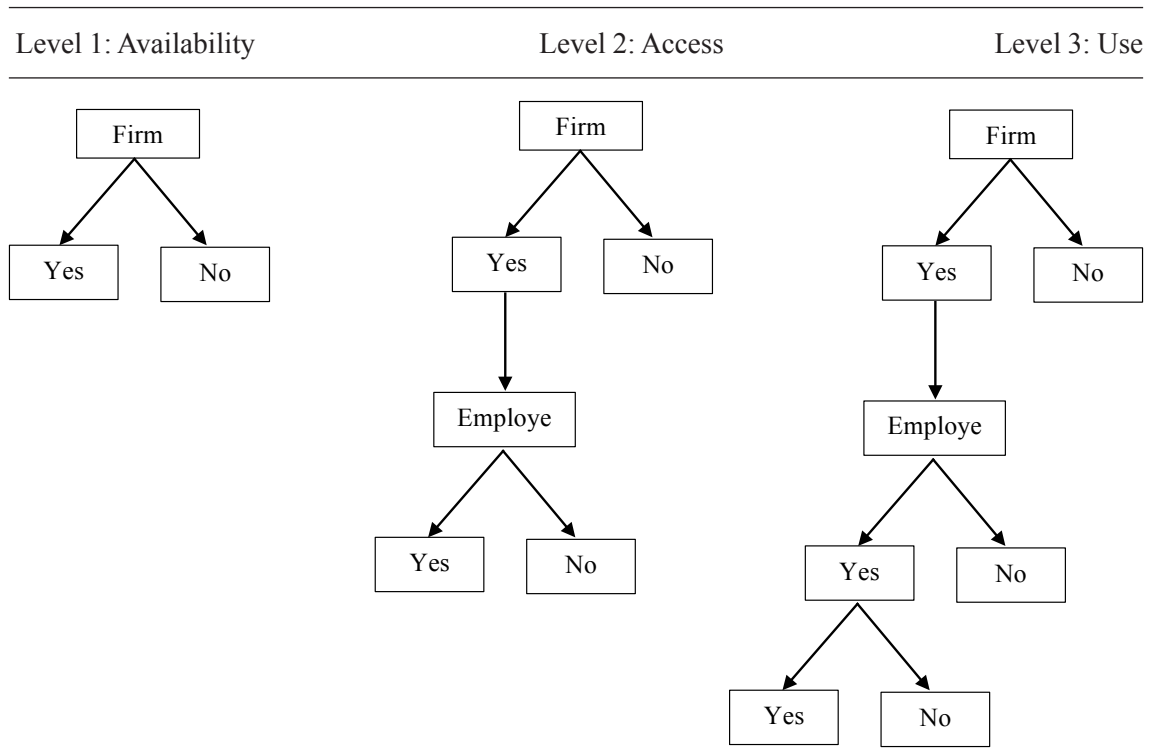 Level 1: Availability Level 2: Access Level 3: Use
Firm Firm Firm
Yes No Yes No Yes No
Employe Employe
Yes No Yes No
Yes No